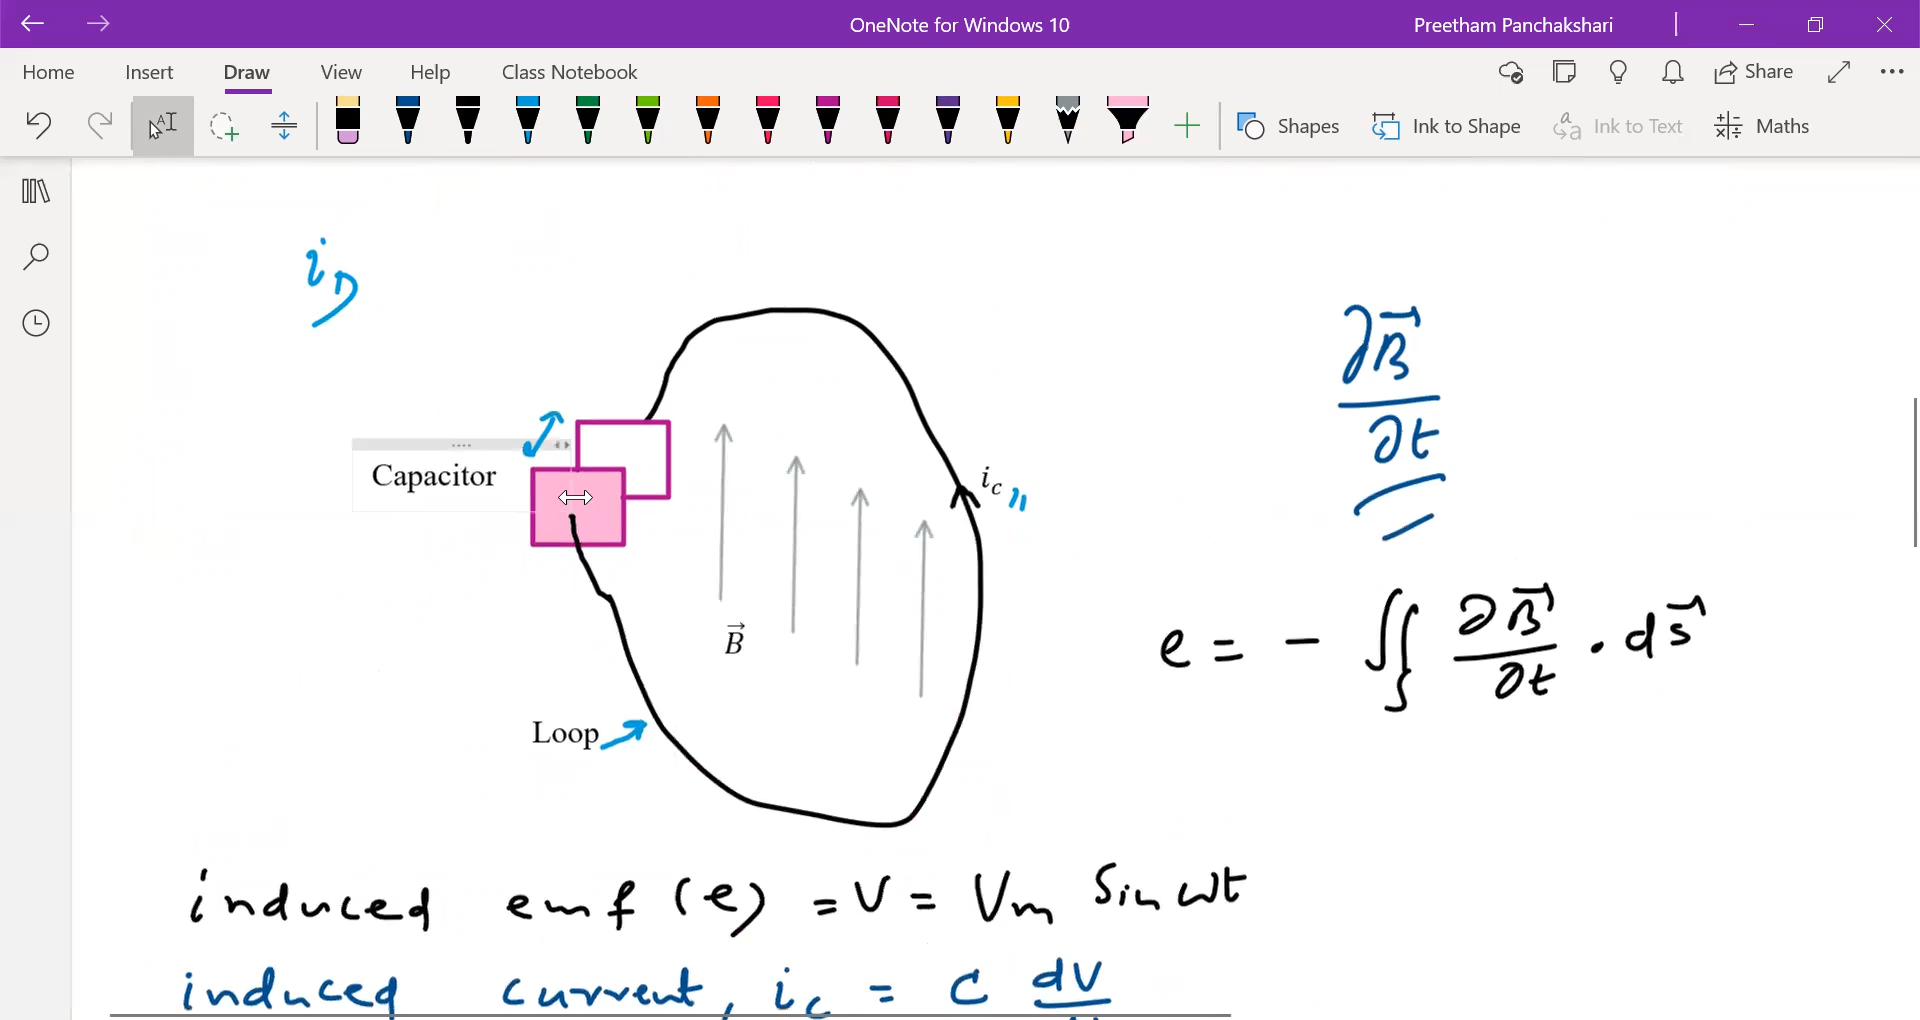 OneNote for Windows 10
Preetham Panchakshari
Home Insert Draw View Help Class Notebook
Share
Shapes Ink to Shape Ink to Text Maths
i_D
∂B⃗/∂t
Capacitor
i_c
B⃗
e = - ∬ ∂B⃗/∂t . ds⃗
Loop
induced emf (e) = V = Vm Sin ωt
induced current, i_c = C dV